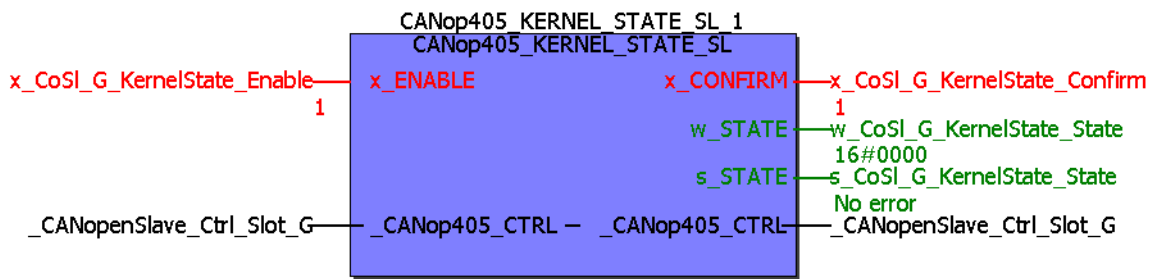 CANop405_KERNEL_STATE_SL_1
CANop405_KERNEL_STATE_SL
x_CoSl_G_KernelState_Enable x_ENABLE x_CONFIRM x_CoSl_G_KernelState_Confirm
1 1
w_STATE w_CoSl_G_KernelState_State
16#0000
s_STATE s_CoSl_G_KernelState_State
No error
_CANopenSlave_Ctrl_Slot_G _CANop405_CTRL — _CANop405_CTRL _CANopenSlave_Ctrl_Slot_G